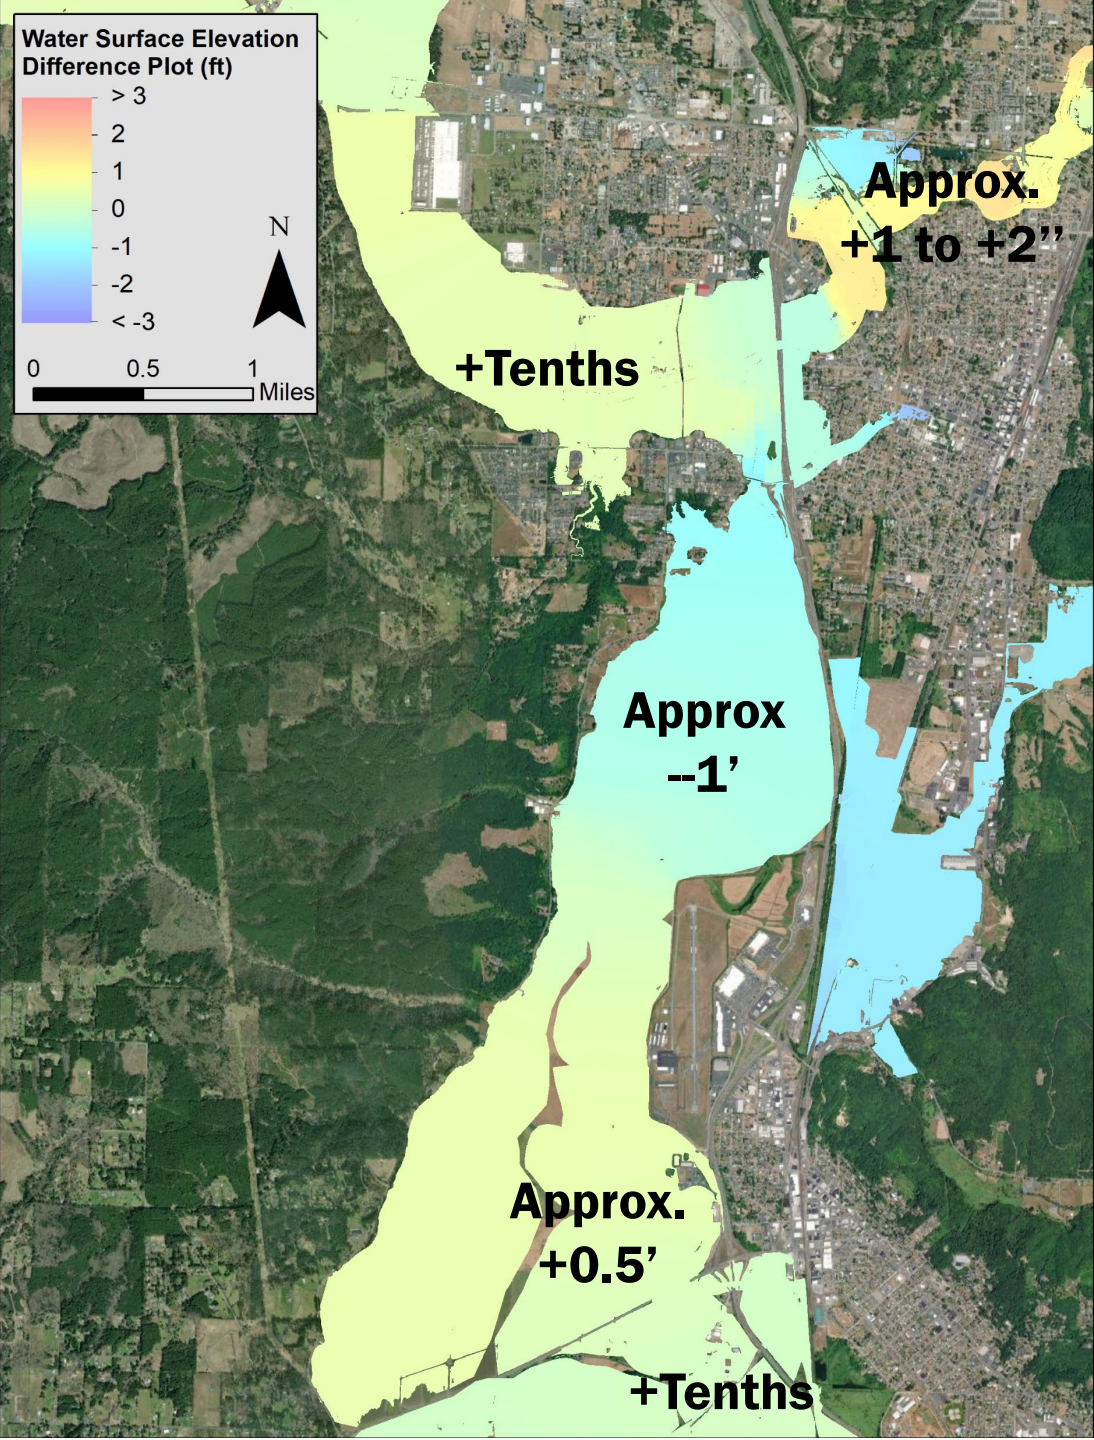 Water Surface Elevation
Difference Plot (ft)
> 3
2
1
0
-1
-2
< -3
N
0 0.5 1
Miles
Approx.
+1 to +2”
+Tenths
Approx
--1’
Approx.
+0.5’
+Tenths